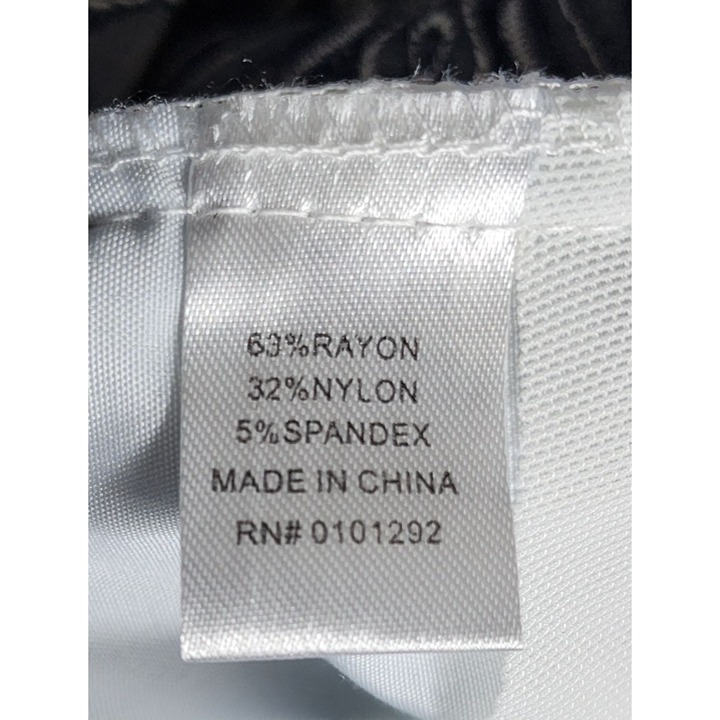 63%RAYON
32%NYLON
5%SPANDEX
MADE IN CHINA
RN# 0101292